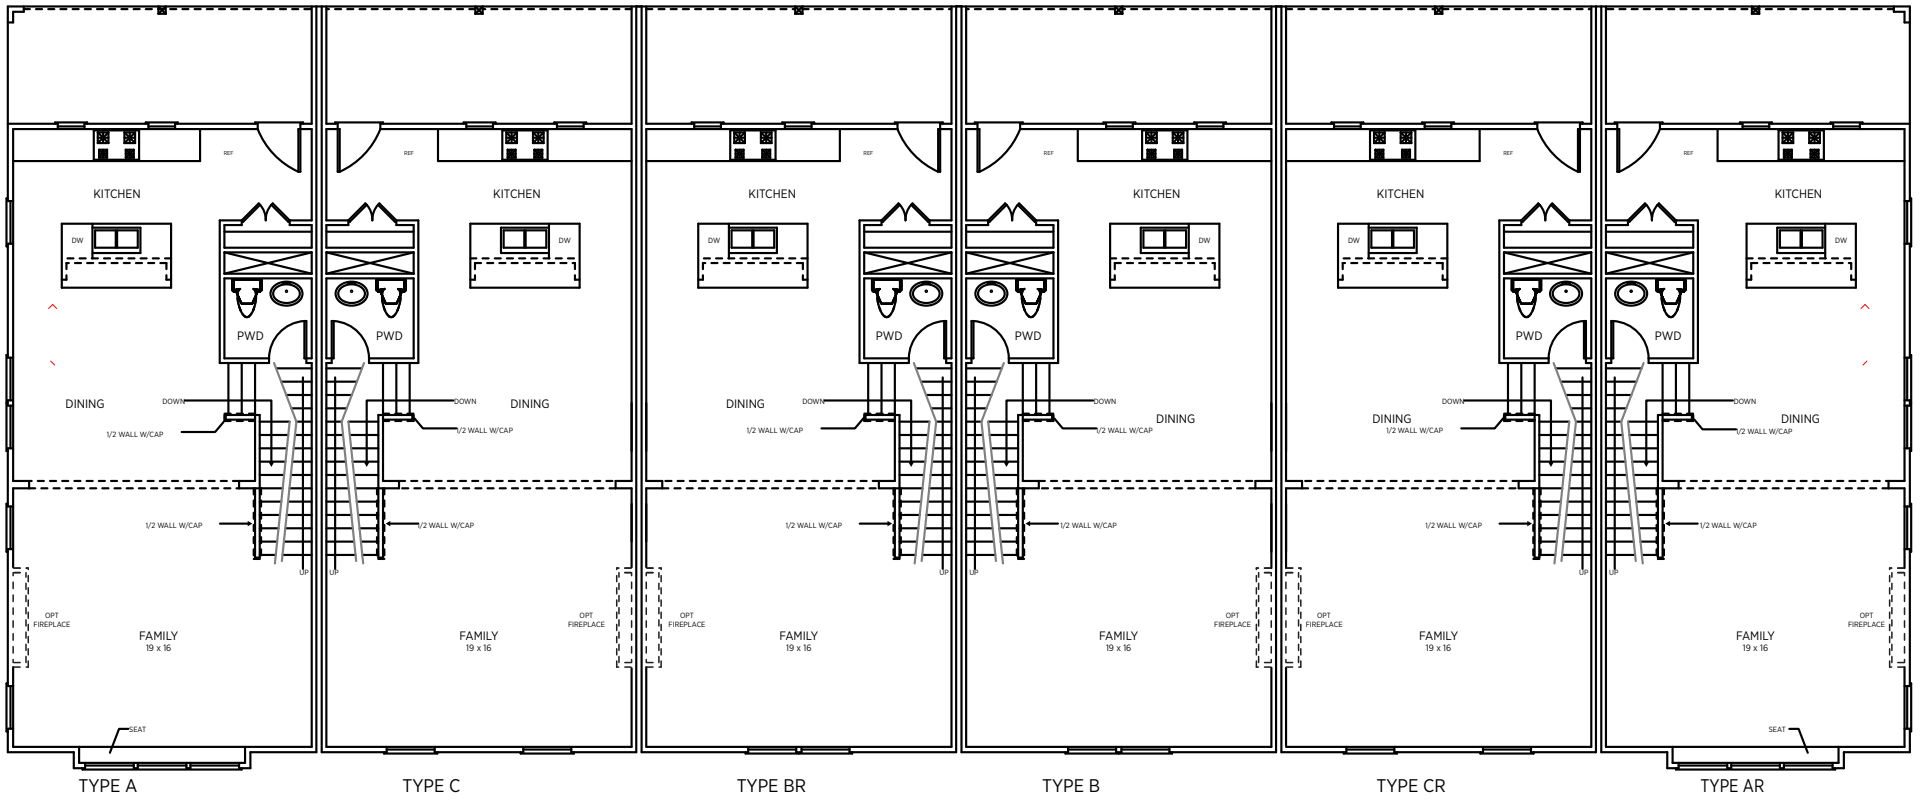 REF
KITCHEN
DW
PWD
DINING
DOWN
1/2 WALL W/CAP
1/2 WALL W/CAP
UP
OPT
FIREPLACE
FAMILY
19 x 16
SEAT
TYPE A
REF
KITCHEN
DW
PWD
DINING
DOWN
1/2 WALL W/CAP
1/2 WALL W/CAP
UP
OPT
FIREPLACE
FAMILY
19 x 16
TYPE C
REF
KITCHEN
DW
PWD
DINING
DOWN
1/2 WALL W/CAP
1/2 WALL W/CAP
UP
OPT
FIREPLACE
FAMILY
19 x 16
TYPE BR
REF
KITCHEN
DW
PWD
DOWN
DINING
1/2 WALL W/CAP
1/2 WALL W/CAP
UP
OPT
FIREPLACE
FAMILY
19 x 16
TYPE B
REF
KITCHEN
DW
PWD
DOWN
DINING
1/2 WALL W/CAP
1/2 WALL W/CAP
UP
OPT
FIREPLACE
FAMILY
19 x 16
TYPE CR
REF
KITCHEN
DW
PWD
DOWN
DINING
1/2 WALL W/CAP
1/2 WALL W/CAP
UP
OPT
FIREPLACE
FAMILY
19 x 16
SEAT
TYPE AR